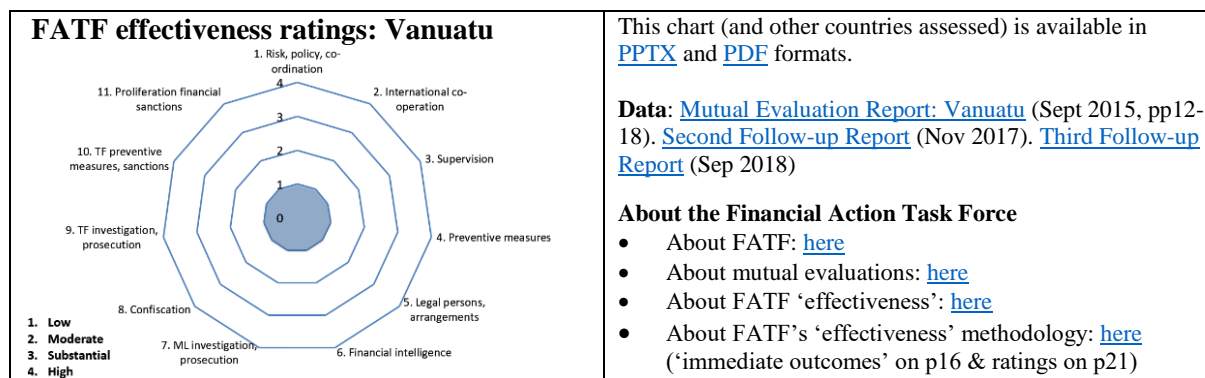 FATF effectiveness ratings: Vanuatu
1. Risk, policy, co-
ordination
2. International co-
operation
3. Supervision
4. Preventive measures
5. Legal persons,
arrangements
6. Financial intelligence
7. ML investigation,
prosecution
8. Confiscation
9. TF investigation,
prosecution
10. TF preventive
measures, sanctions
11. Proliferation financial
sanctions
4
3
2
1
0
1. Low
2. Moderate
3. Substantial
4. High
This chart (and other countries assessed) is available in
PPTX and PDF formats.
Data: Mutual Evaluation Report: Vanuatu (Sept 2015, pp12-
18). Second Follow-up Report (Nov 2017). Third Follow-up
Report (Sep 2018)
About the Financial Action Task Force
• About FATF: here
• About mutual evaluations: here
• About FATF ‘effectiveness’: here
• About FATF’s ‘effectiveness’ methodology: here
(‘immediate outcomes’ on p16 & ratings on p21)